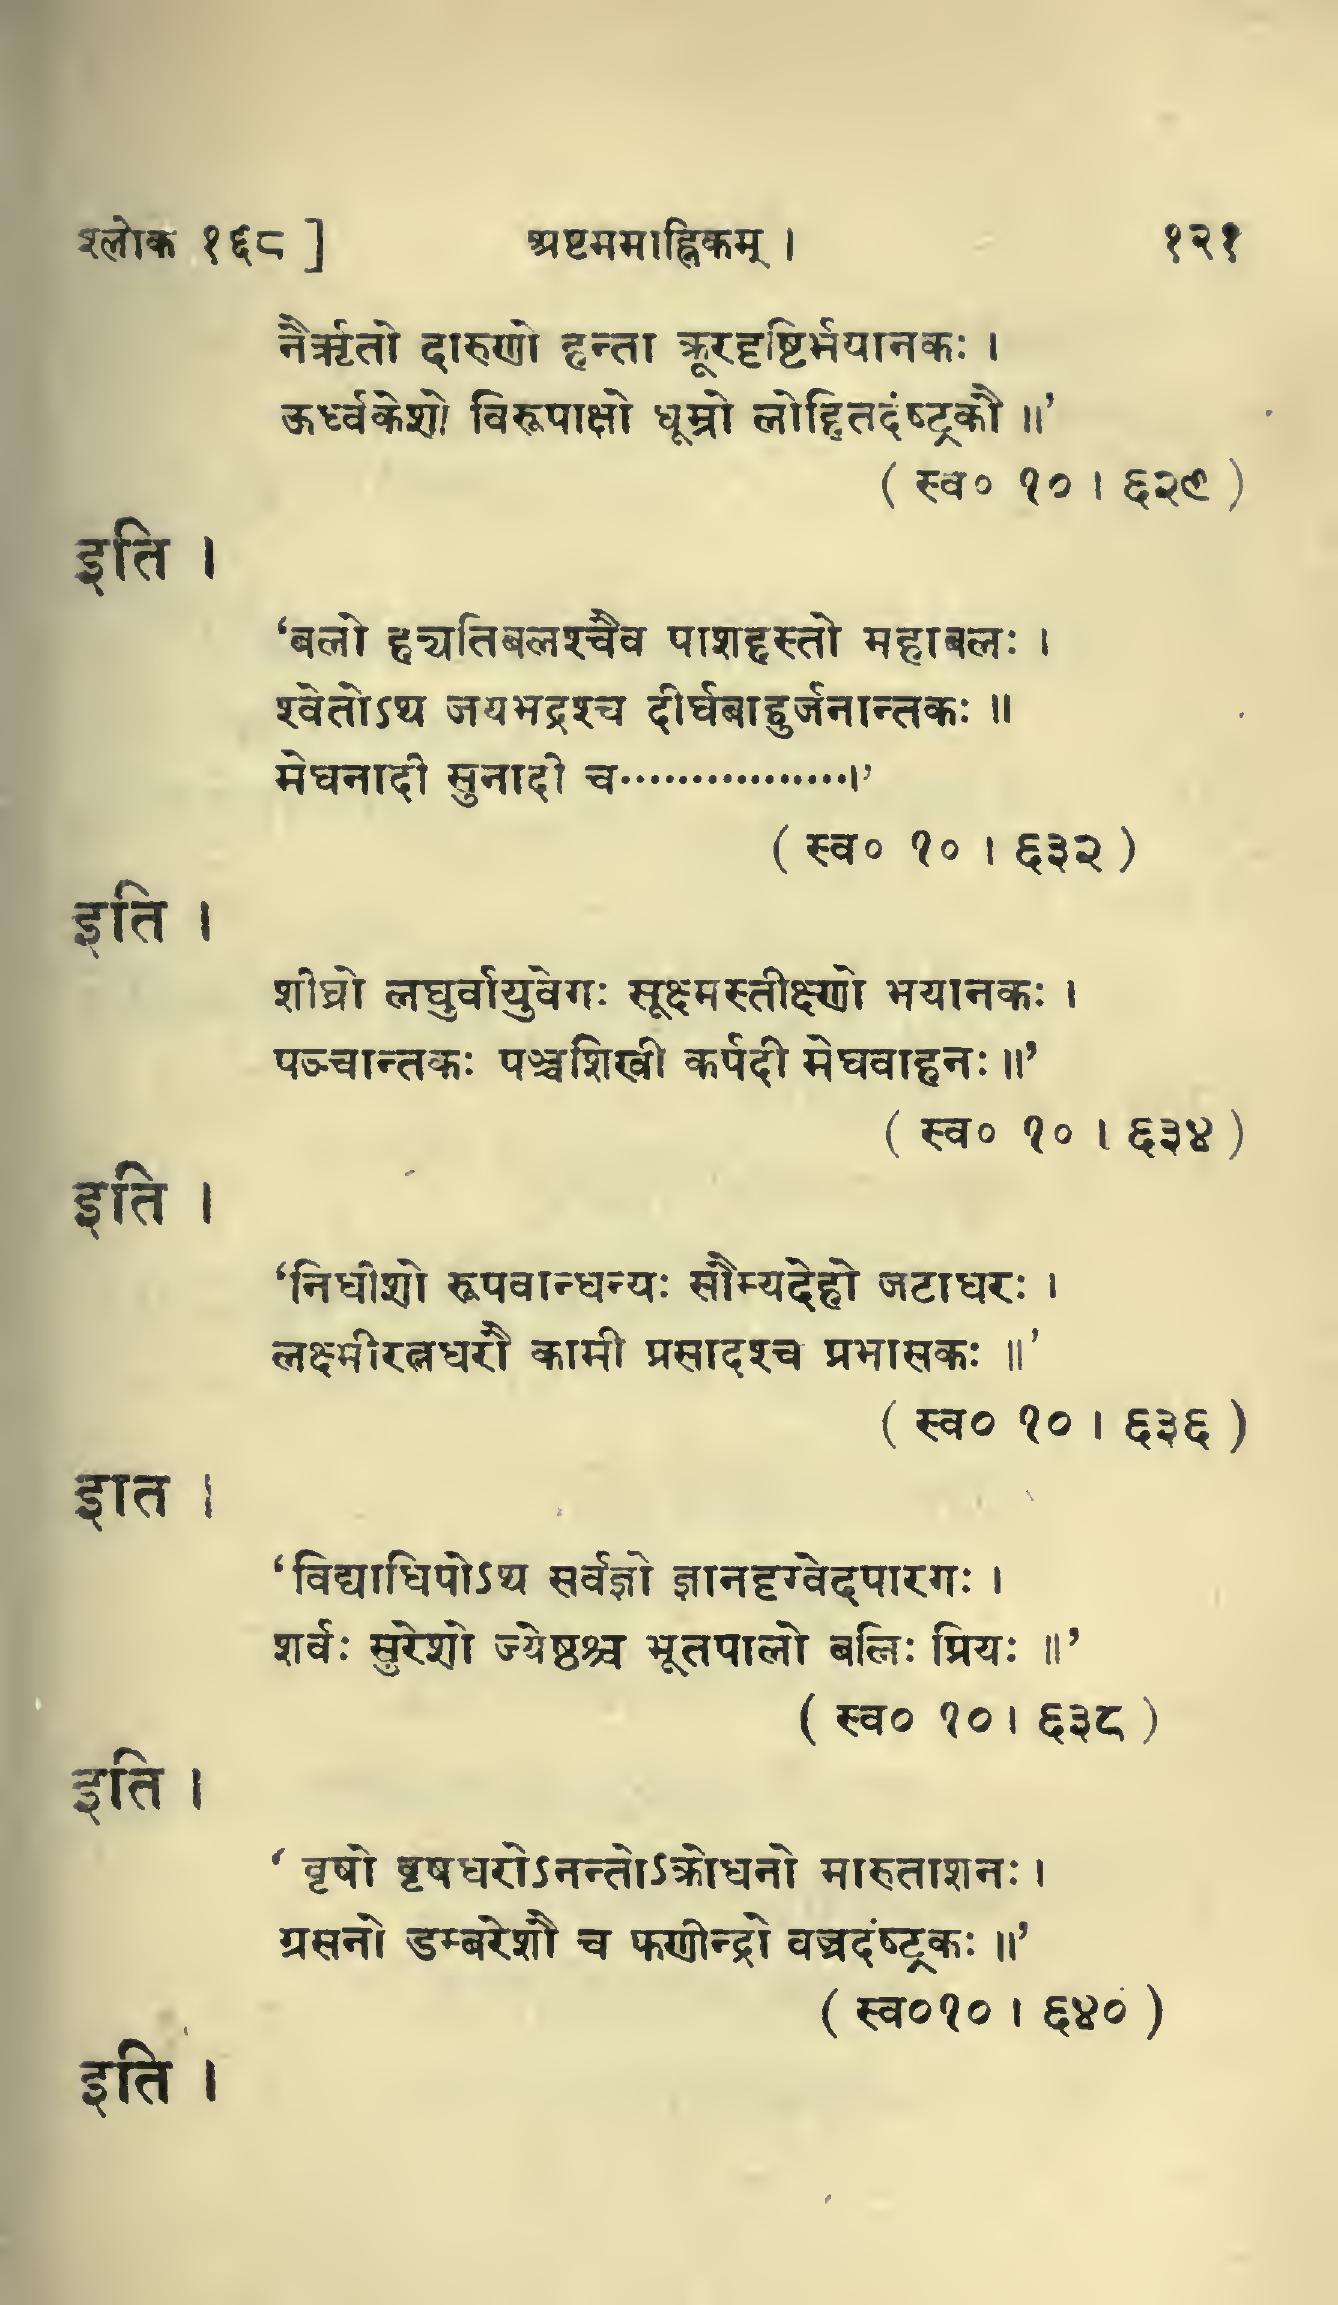 श्लोक १६८ ] अष्टममाह्निकम् । १२१
नैर्ऋतो दारुणो हन्ता क्रूरदृष्टिर्भयानकः ।
ऊर्ध्वकेशो विरूपाक्षो धूम्रो लोहितदंष्ट्रकौ ॥’
( स्व० १० । ६२९ )
इति ।
‘बलो ह्यतिबलश्चैव पाशहस्तो महाबलः ।
श्वेतोऽथ जयभद्रश्च दीर्घबाहुर्जनान्तकः ॥
मेघनादी सुनादी च················।’
( स्व० १० । ६३२ )
इति ।
शीघ्रो लघुर्वायुवेगः सूक्ष्मस्तीक्ष्णो भयानकः ।
पञ्चान्तकः पञ्चशिखी कर्पदी मेघवाहनः ॥’
( स्व० १० । ६३४ )
इति ।
‘निधीशो रूपवान्धन्यः सौम्यदेहो जटाधरः ।
लक्ष्मीरत्नधरौ कामी प्रसादश्च प्रभासकः ॥’
( स्व० १० । ६३६ )
इात ।
‘विद्याधिपोऽथ सर्वज्ञो ज्ञानदृग्वेदपारगः ।
शर्वः सुरेशो ज्येष्ठश्च भूतपालो बलिः प्रियः ॥’
( स्व० १० । ६३८ )
इति ।
‘ वृषो वृषधरोऽनन्तोऽक्रोधनो मारुताशनः ।
ग्रसनो डम्बरेशौ च फणीन्द्रो वज्रदंष्ट्रकः ॥’
( स्व०१० । ६४० )
इति ।